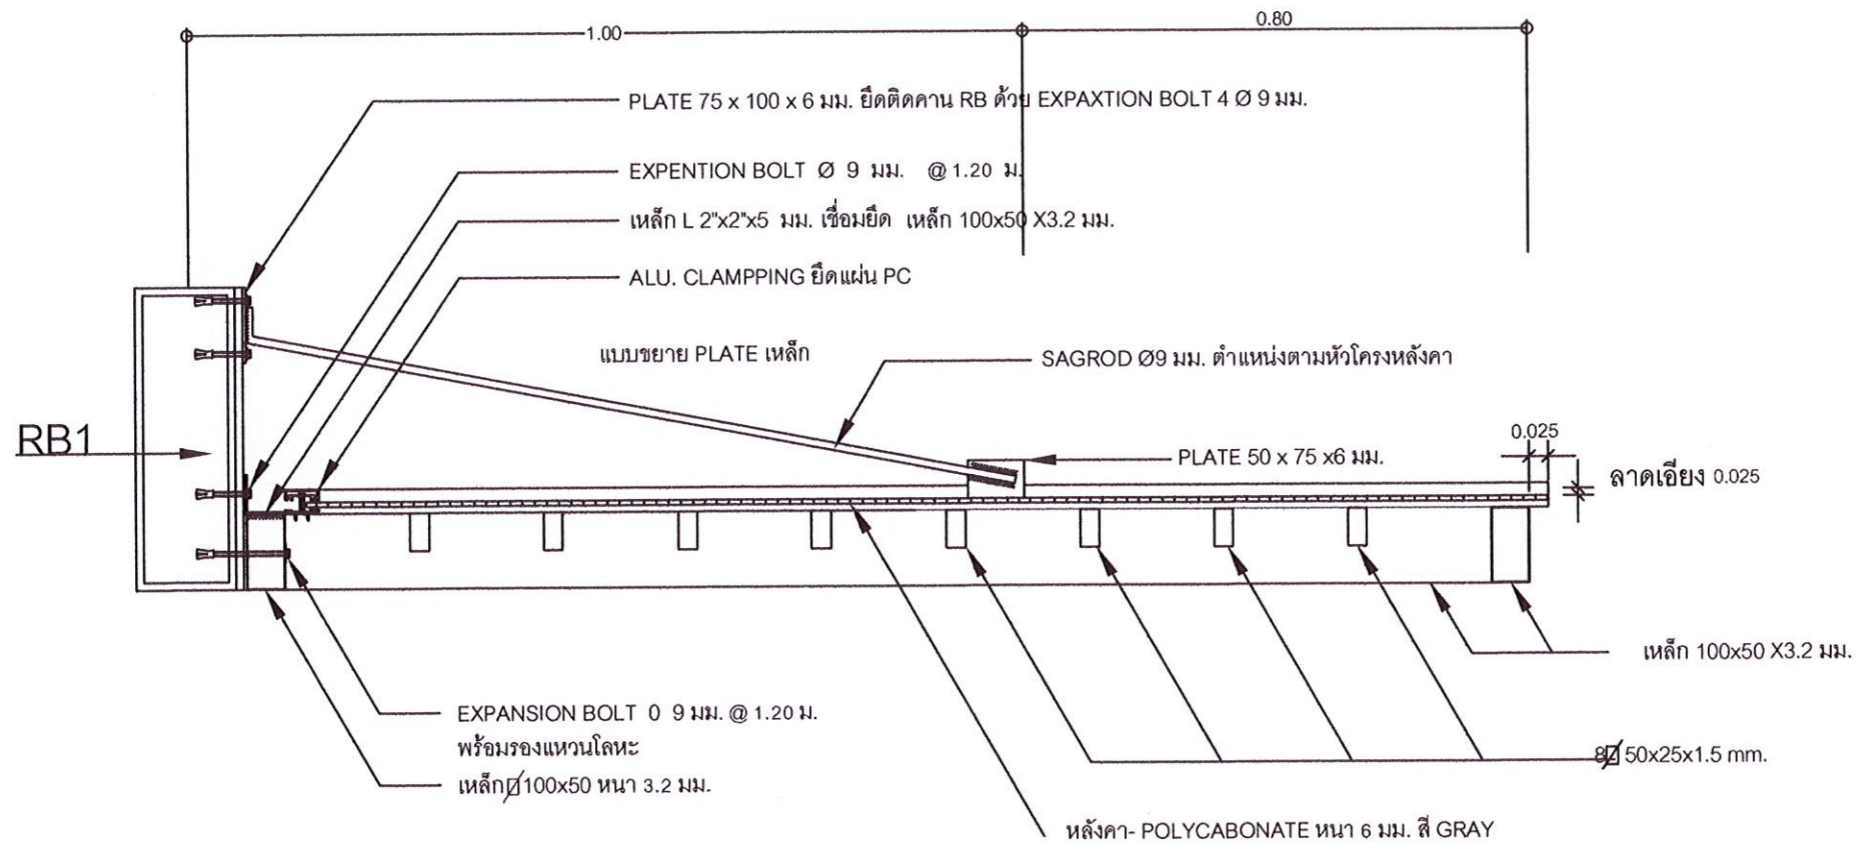 1.00
0.80
PLATE 75 x 100 x 6 มม. ยึดติดคาน RB ด้วย EXPAXTION BOLT 4 Ø 9 มม.
EXPENTION BOLT Ø 9 มม. @ 1.20 ม.
เหล็ก L 2"x2"x5 มม. เชื่อมยึด เหล็ก 100x50 X3.2 มม.
ALU. CLAMPPING ยึดแผ่น PC
แบบขยาย PLATE เหล็ก
SAGROD Ø9 มม. ตำแหน่งตามหัวโครงหลังคา
RB1
0.025
PLATE 50 x 75 x6 มม.
ลาดเอียง 0.025
เหล็ก 100x50 X3.2 มม.
EXPANSION BOLT 0 9 มม. @ 1.20 ม.
พร้อมรองแหวนโลหะ
เหล็ก 100x50 หนา 3.2 มม.
8 50x25x1.5 mm.
หลังคา- POLYCABONATE หนา 6 มม. สี GRAY